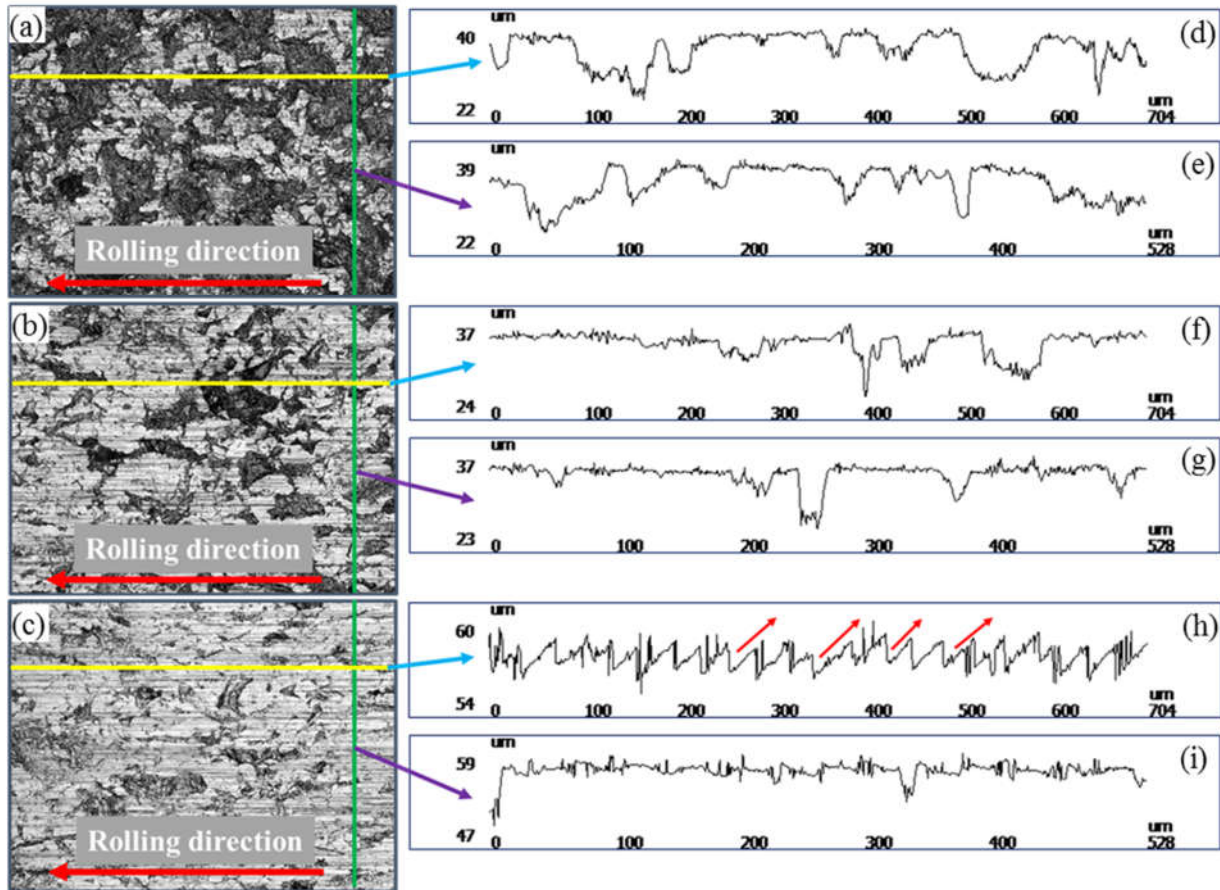 (a)
Rolling direction
um
40
22
0 100 200 300 400 500 600 704
um
(d)
um
39
22
0 100 200 300 400 528
um
(e)
(b)
Rolling direction
um
37
24
0 100 200 300 400 500 600 704
um
(f)
um
37
23
0 100 200 300 400 528
um
(g)
(c)
Rolling direction
um
60
54
0 100 200 300 400 500 600 704
um
(h)
um
59
47
0 100 200 300 400 528
um
(i)